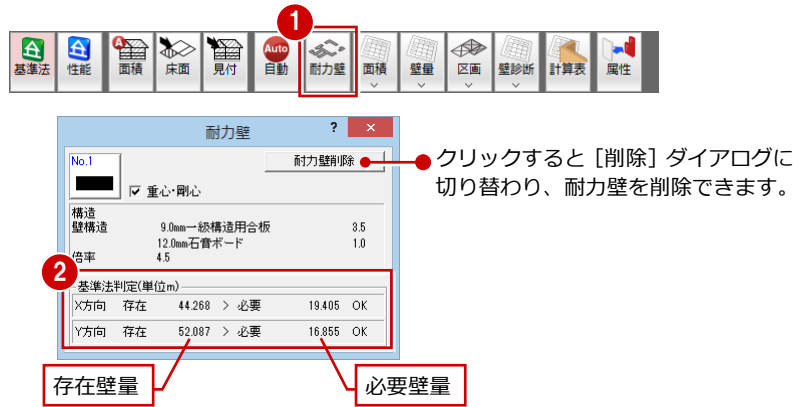 1
A
Auto
基準法 性能 面積 床面 見付 自動 耐力壁 面積 壁量 区画 壁診断 計算表 属性
耐力壁 ? ×
No.1
耐力壁削除
重心・剛心
クリックすると［削除］ダイアログに
切り替わり、耐力壁を削除できます。
構造
壁構造 9.0mm一級構造用合板 3.5
12.0mm石膏ボード 1.0
倍率 4.5
2
基準法判定(単位m)
X方向 存在 44.268 > 必要 19.405 OK
Y方向 存在 52.087 > 必要 16.855 OK
存在壁量 必要壁量